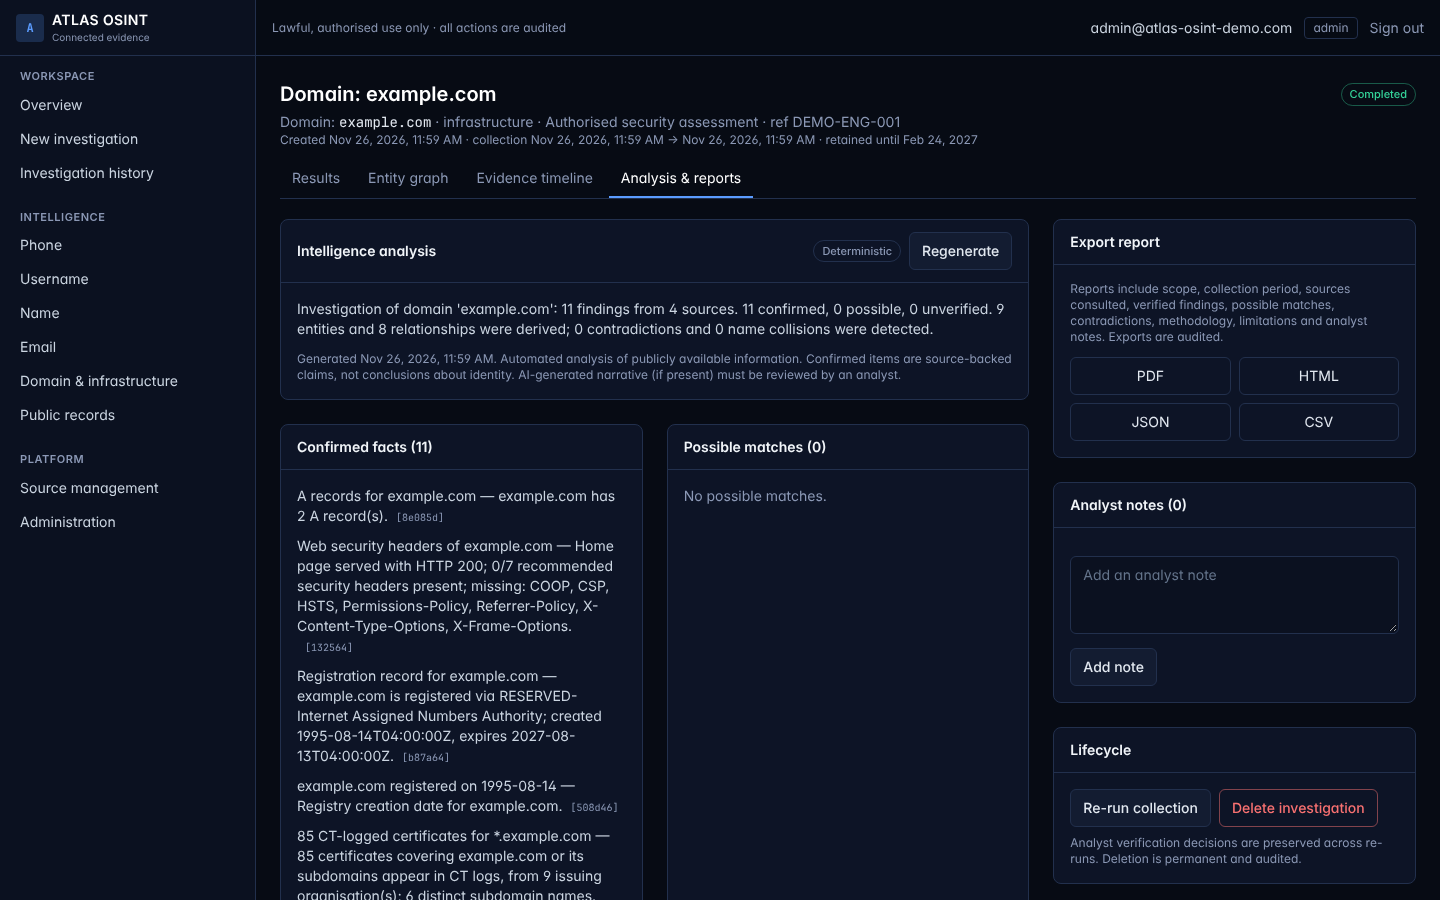 A
ATLAS OSINT
Connected evidence
Lawful, authorised use only · all actions are audited
admin@atlas-osint-demo.com
admin
Sign out
WORKSPACE
Overview
New investigation
Investigation history
INTELLIGENCE
Phone
Username
Name
Email
Domain & infrastructure
Public records
PLATFORM
Source management
Administration
Domain: example.com
Completed
Domain: example.com · infrastructure · Authorised security assessment · ref DEMO-ENG-001
Created Nov 26, 2026, 11:59 AM · collection Nov 26, 2026, 11:59 AM → Nov 26, 2026, 11:59 AM · retained until Feb 24, 2027
Results
Entity graph
Evidence timeline
Analysis & reports
Intelligence analysis
Deterministic
Regenerate
Investigation of domain 'example.com': 11 findings from 4 sources. 11 confirmed, 0 possible, 0 unverified. 9
entities and 8 relationships were derived; 0 contradictions and 0 name collisions were detected.
Generated Nov 26, 2026, 11:59 AM. Automated analysis of publicly available information. Confirmed items are source-backed
claims, not conclusions about identity. AI-generated narrative (if present) must be reviewed by an analyst.
Confirmed facts (11)
A records for example.com — example.com has
2 A record(s). [8e085d]
Web security headers of example.com — Home
page served with HTTP 200; 0/7 recommended
security headers present; missing: COOP, CSP,
HSTS, Permissions-Policy, Referrer-Policy, X-
Content-Type-Options, X-Frame-Options.
[132564]
Registration record for example.com —
example.com is registered via RESERVED-
Internet Assigned Numbers Authority; created
1995-08-14T04:00:00Z, expires 2027-08-
13T04:00:00Z. [b87a64]
example.com registered on 1995-08-14 —
Registry creation date for example.com. [508d46]
85 CT-logged certificates for *.example.com —
85 certificates covering example.com or its
subdomains appear in CT logs, from 9 issuing
organisation(s); 6 distinct subdomain names.
Possible matches (0)
No possible matches.
Export report
Reports include scope, collection period, sources
consulted, verified findings, possible matches,
contradictions, methodology, limitations and analyst
notes. Exports are audited.
PDF
HTML
JSON
CSV
Analyst notes (0)
Add an analyst note
Add note
Lifecycle
Re-run collection
Delete investigation
Analyst verification decisions are preserved across re-
runs. Deletion is permanent and audited.